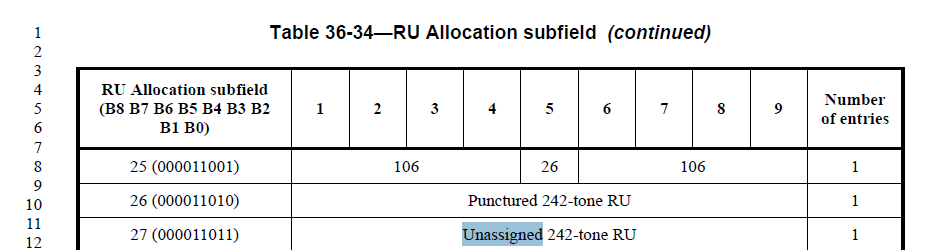 Table 36-34—RU Allocation subfield (continued)
1
2
3
4
5
6
7
8
9
10
11
12
RU Allocation subfield
(B8 B7 B6 B5 B4 B3 B2
B1 B0)
1 2 3 4 5 6 7 8 9
Number
of entries
25 (000011001) 106 26 106 1
26 (000011010) Punctured 242-tone RU 1
27 (000011011) Unassigned 242-tone RU 1